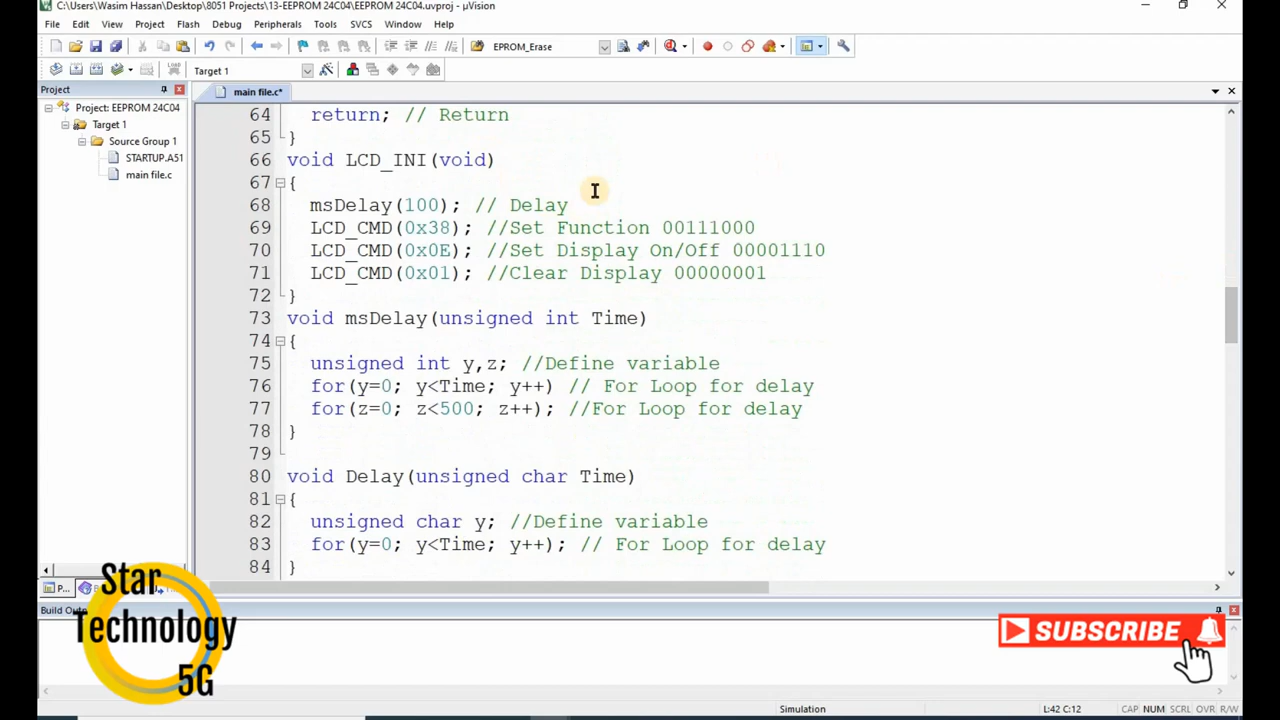 C:\Users\Wasim Hassan\Desktop\8051 Projects\13-EEPROM 24C04\EEPROM 24C04.uvproj - µVision
File Edit View Project Flash Debug Peripherals Tools SVCS Window Help
EPROM_Erase
LOAD Target 1
Project
main file.c*
Project: EEPROM 24C04
Target 1
Source Group 1
STARTUP.A51
main file.c
64 return; // Return
65 }
66 void LCD_INI(void)
67 {
68 msDelay(100); // Delay
69 LCD_CMD(0x38); //Set Function 00111000
70 LCD_CMD(0x0E); //Set Display On/Off 00001110
71 LCD_CMD(0x01); //Clear Display 00000001
72 }
73 void msDelay(unsigned int Time)
74 {
75 unsigned int y,z; //Define variable
76 for(y=0; y<Time; y++) // For Loop for delay
77 for(z=0; z<500; z++); //For Loop for delay
78 }
79
80 void Delay(unsigned char Time)
81 {
82 unsigned char y; //Define variable
83 for(y=0; y<Time; y++); // For Loop for delay
84 }
P...
Build Outp
Star
Technology
5G
SUBSCRIBE
Simulation L:42 C:12 CAP NUM SCRL OVR R/W